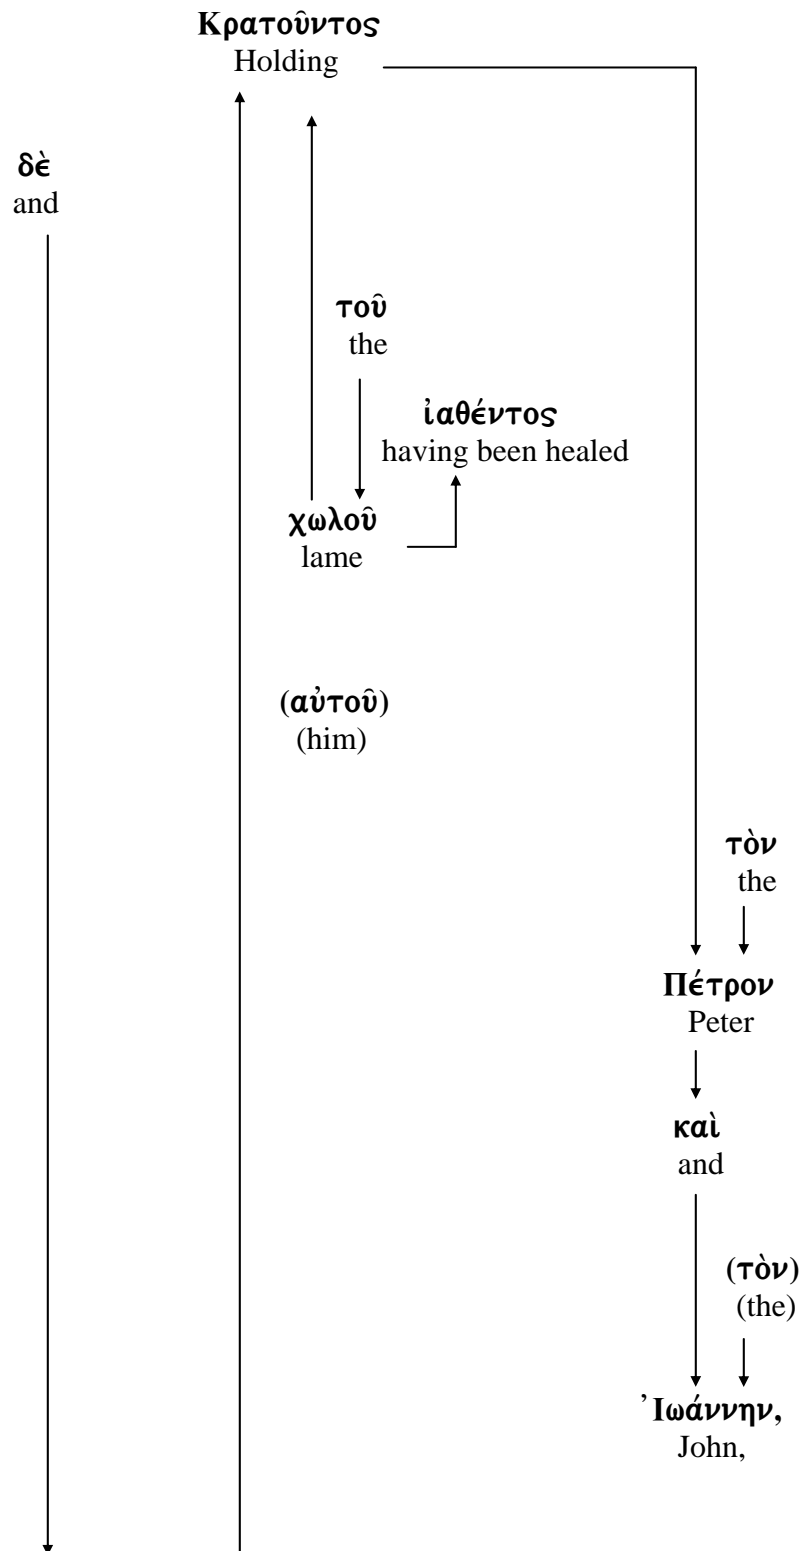 Κρατοῦντος
Holding
δὲ
and
τοῦ
the
ἰαθέντος
having been healed
χωλοῦ
lame
(αὐτοῦ)
(him)
τὸν
the
Πέτρον
Peter
καὶ
and
(τὸν)
(the)
Ἰωάννην,
John,